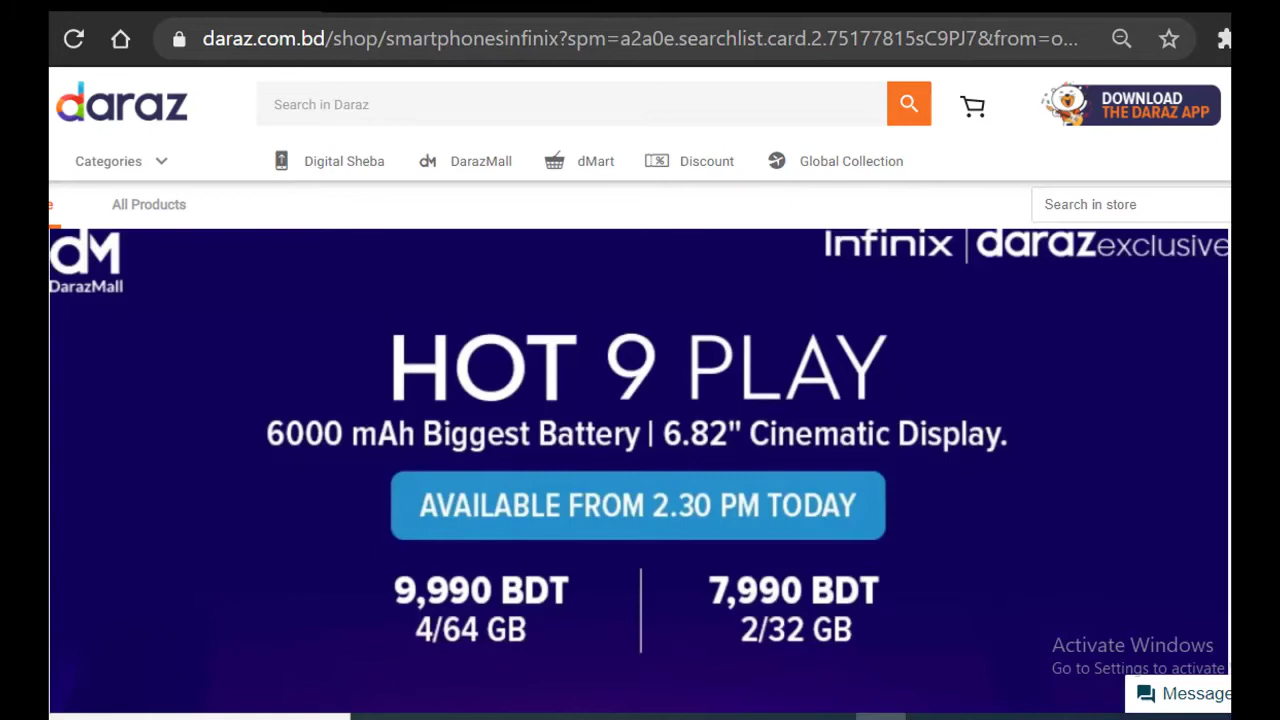 daraz.com.bd/shop/smartphonesinfinix?spm=a2a0e.searchlist.card.2.75177815sC9PJ7&from=o...
daraz
Search in Daraz
DOWNLOAD
THE DARAZ APP
Categories
Digital Sheba
DarazMall
dMart
Discount
Global Collection
e
All Products
Search in store
dM
DarazMall
Infinix | darazexclusive
HOT 9 PLAY
6000 mAh Biggest Battery | 6.82" Cinematic Display.
AVAILABLE FROM 2.30 PM TODAY
9,990 BDT
4/64 GB
7,990 BDT
2/32 GB
Activate Windows
Go to Settings to activate
Message